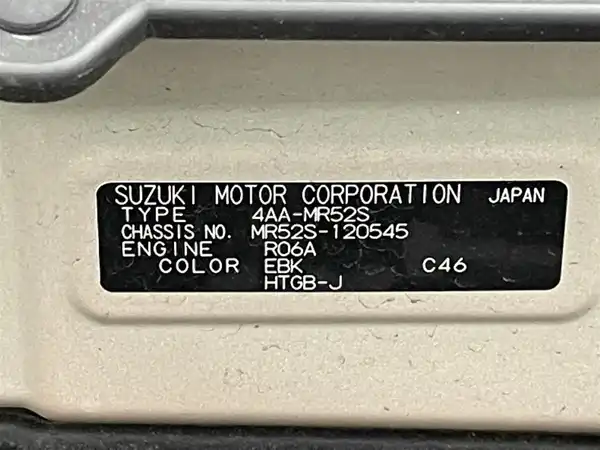 SUZUKI MOTOR CORPORATION JAPAN
TYPE 4AA-MR52S
CHASSIS NO. MR52S-120545
ENGINE R06A
COLOR EBK C46
HTGB-J